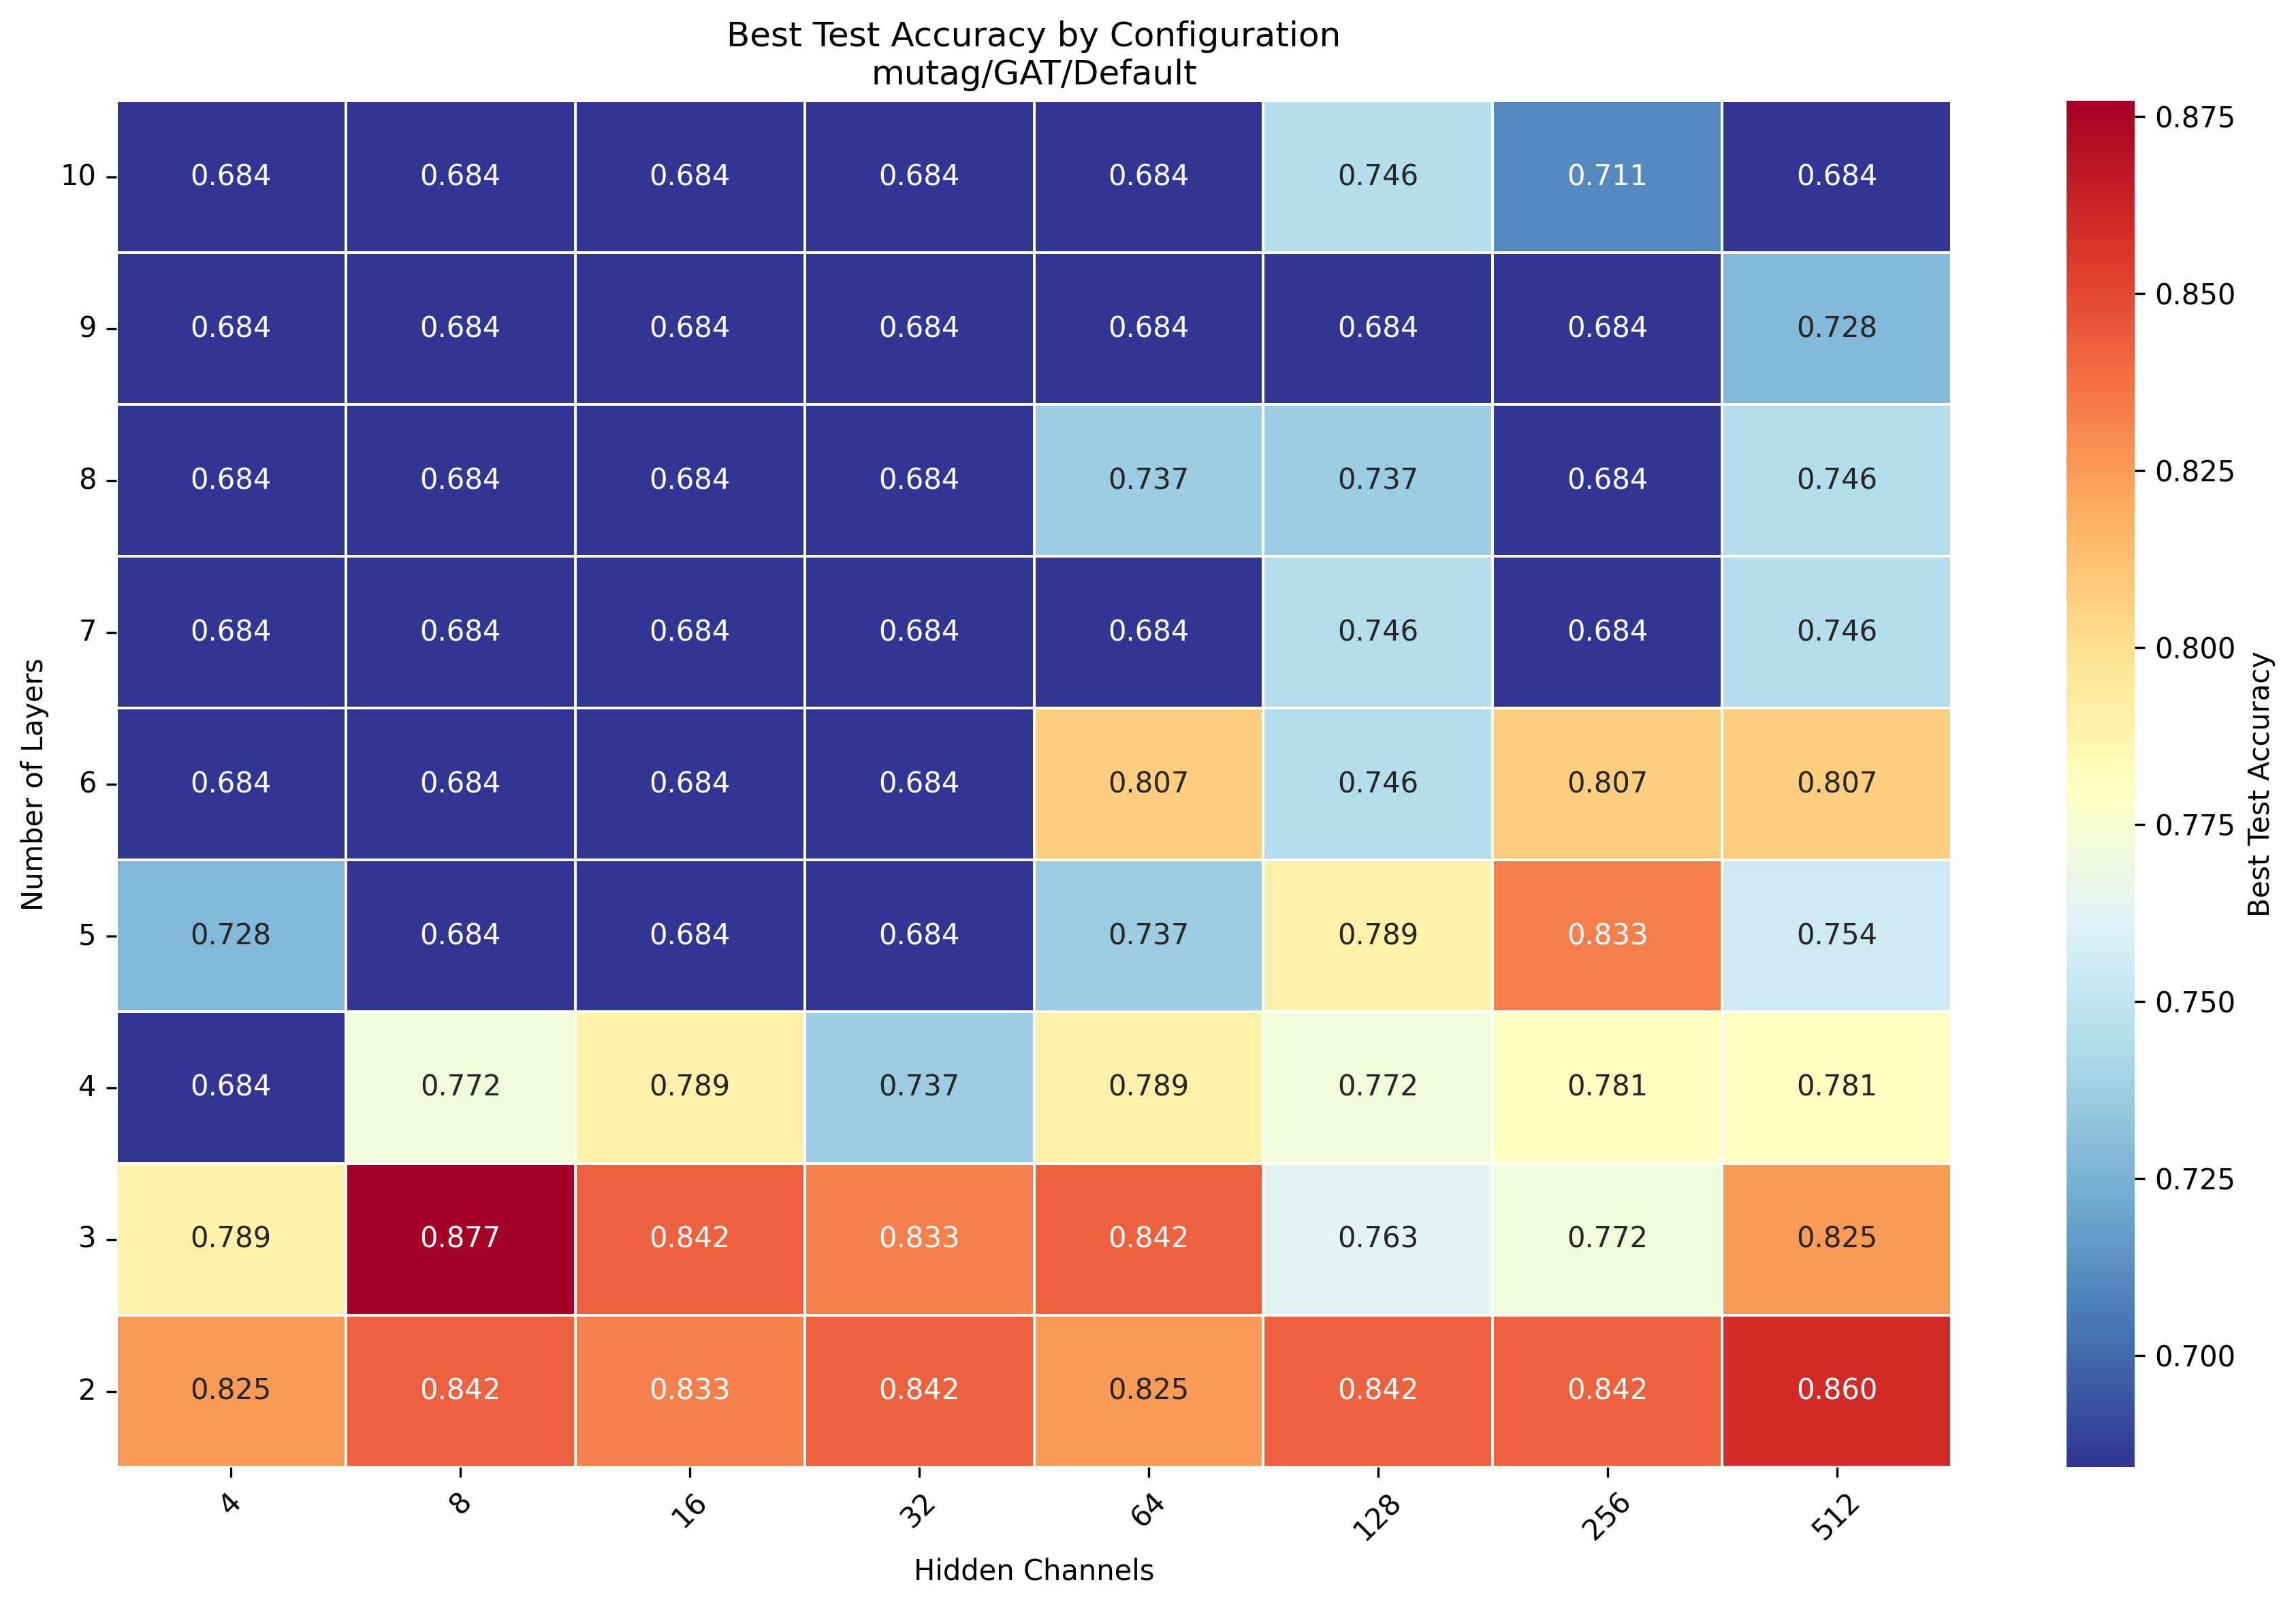 Best Test Accuracy by Configuration
mutag/GAT/Default
10 0.684 0.684 0.684 0.684 0.684 0.746 0.711 0.684
9 0.684 0.684 0.684 0.684 0.684 0.684 0.684 0.728
8 0.684 0.684 0.684 0.684 0.737 0.737 0.684 0.746
7 0.684 0.684 0.684 0.684 0.684 0.746 0.684 0.746
6 0.684 0.684 0.684 0.684 0.807 0.746 0.807 0.807
5 0.728 0.684 0.684 0.684 0.737 0.789 0.833 0.754
4 0.684 0.772 0.789 0.737 0.789 0.772 0.781 0.781
3 0.789 0.877 0.842 0.833 0.842 0.763 0.772 0.825
2 0.825 0.842 0.833 0.842 0.825 0.842 0.842 0.860
4 8 16 32 64 128 256 512
Hidden Channels
Number of Layers
0.875
0.850
0.825
0.800
0.775
0.750
0.725
0.700
Best Test Accuracy